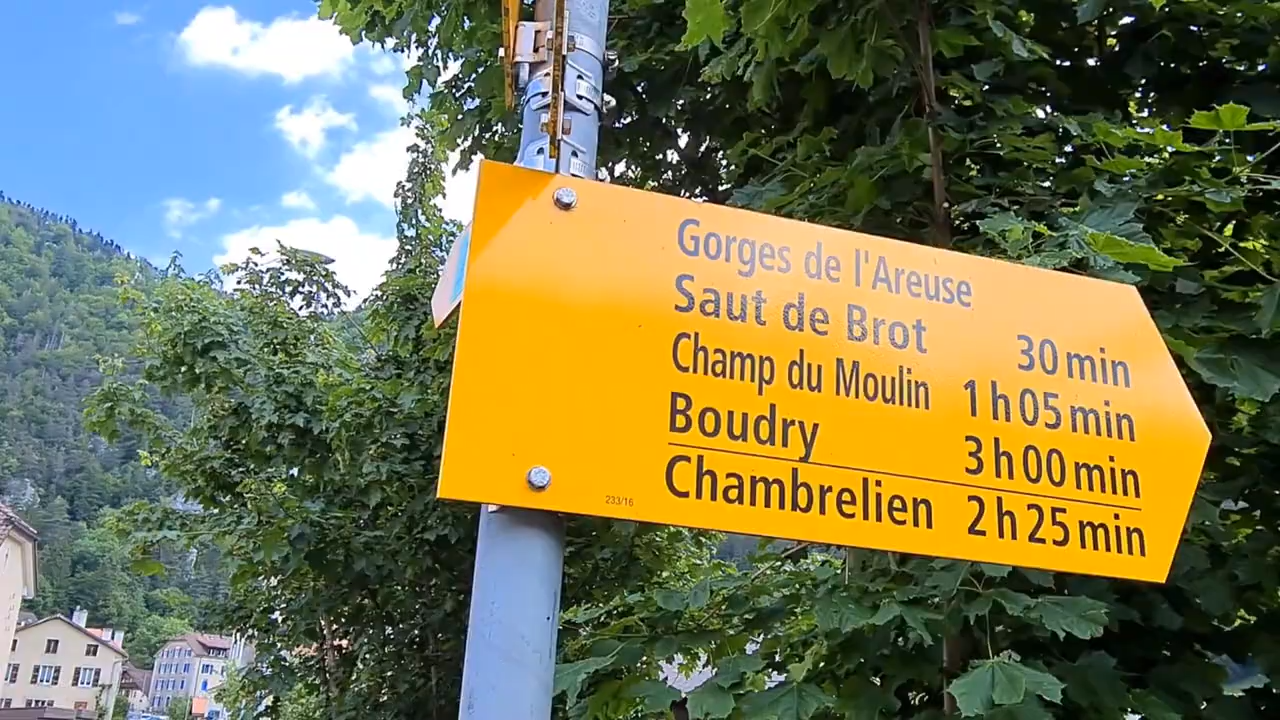 Gorges de l'Areuse
Saut de Brot 30 min
Champ du Moulin 1 h 05 min
Boudry 3 h 00 min
Chambrelien 2 h 25 min
233/16